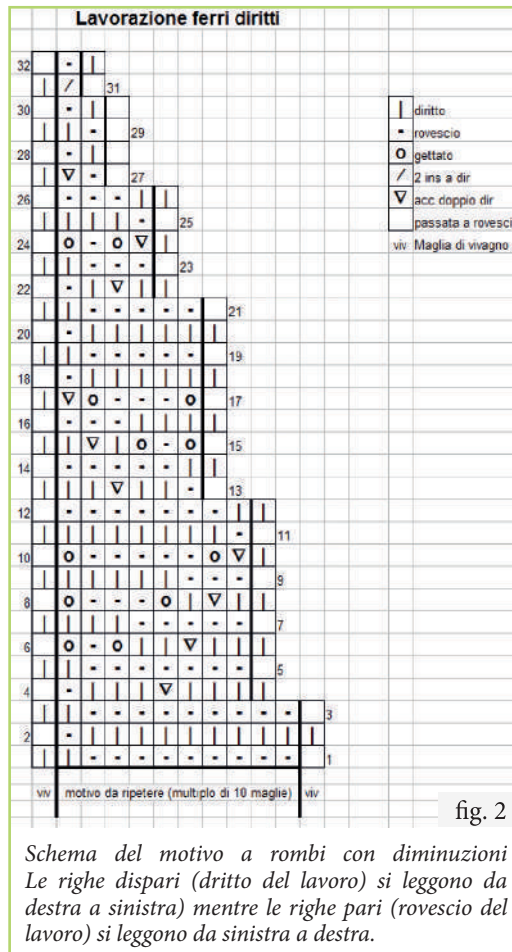 Lavorazione ferri diritti
32 - |
| / 31
30 - |
| | - 29
28 - |
| ∇ - 27
26 - - - | |
| | | | - 25
24 o - o ∇ |
| | - - - 23
22 - | ∇ | |
| | - - - - - 21
20 - | | | | | |
| | - - - - - 19
18 - | | | | | |
| ∇ o - - - o 17
16 - - - | | | |
| | ∇ | o - o 15
14 - - - - - | |
| | | ∇ | | - 13
12 - - - - - - - | |
| | | | | | | | - 11
10 o - - - - - o ∇ |
| | | | | | - - - 9
8 o - - - o | ∇ | |
| | | | - - - - - 7
6 o - o | | ∇ | | |
| | - - - - - - - 5
4 - | | | ∇ | | | |
| | - - - - - - - - - 3
2 - | | | | | | | | | |
| | - - - - - - - - - 1
viv motivo da ripetere (multiplo di 10 maglie) viv
| diritto
- rovescio
o gettato
/ 2 ins a dir
∇ acc doppio dir
passata a rovesci
viv Maglia di vivagno
fig. 2
Schema del motivo a rombi con diminuzioni
Le righe dispari (dritto del lavoro) si leggono da
destra a sinistra) mentre le righe pari (rovescio del
lavoro) si leggono da sinistra a destra.